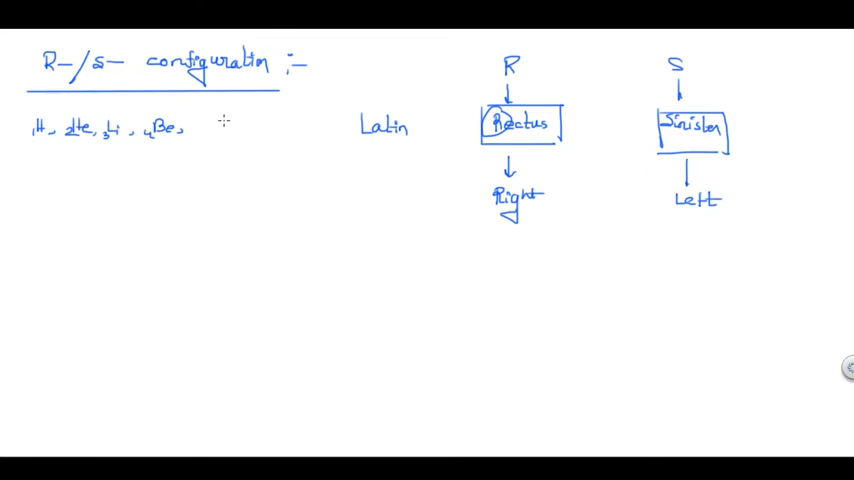 R-/S- configuration :-
R
S
₁H, ₂He, ₃Li, ₄Be,
Latin
Rectus
Sinister
Right
Left